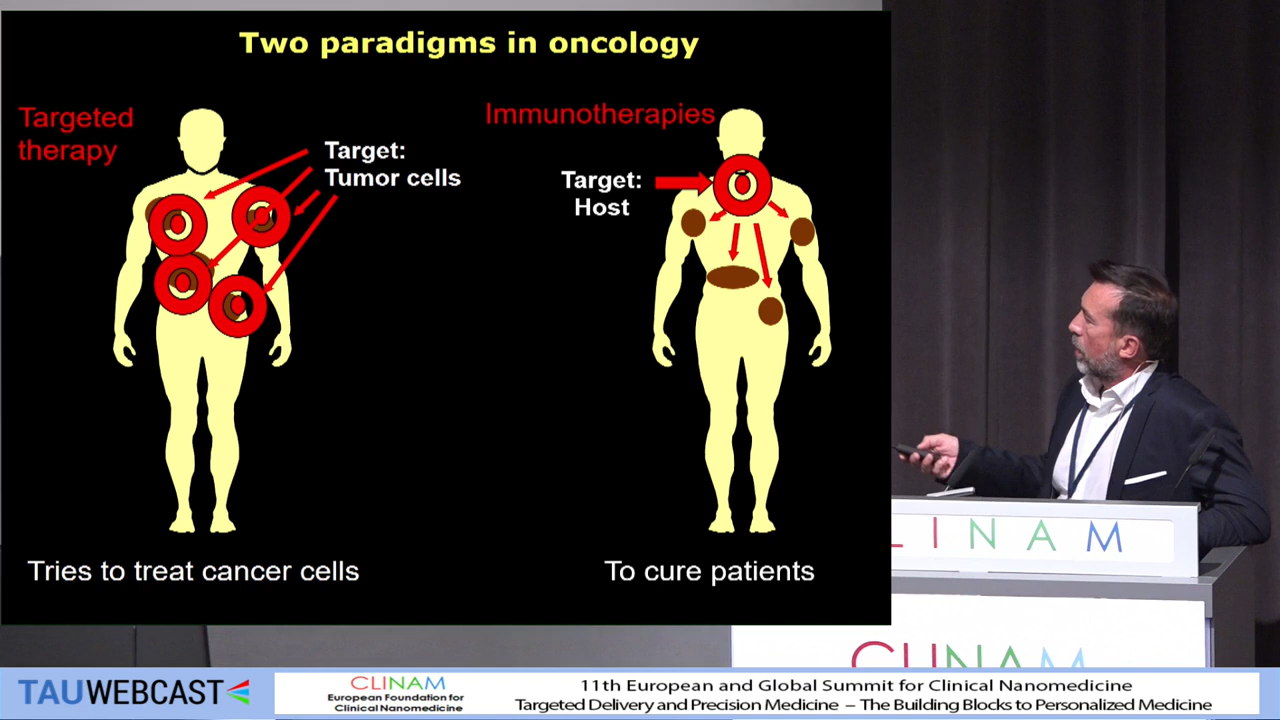 Two paradigms in oncology
Targeted
therapy
Target:
Tumor cells
Immunotherapies
Target:
Host
Tries to treat cancer cells
To cure patients
LINAM
CLINAM
TAUWEBCAST
CLINAM
European Foundation for
Clinical Nanomedicine
11th European and Global Summit for Clinical Nanomedicine
Targeted Delivery and Precision Medicine – The Building Blocks to Personalized Medicine